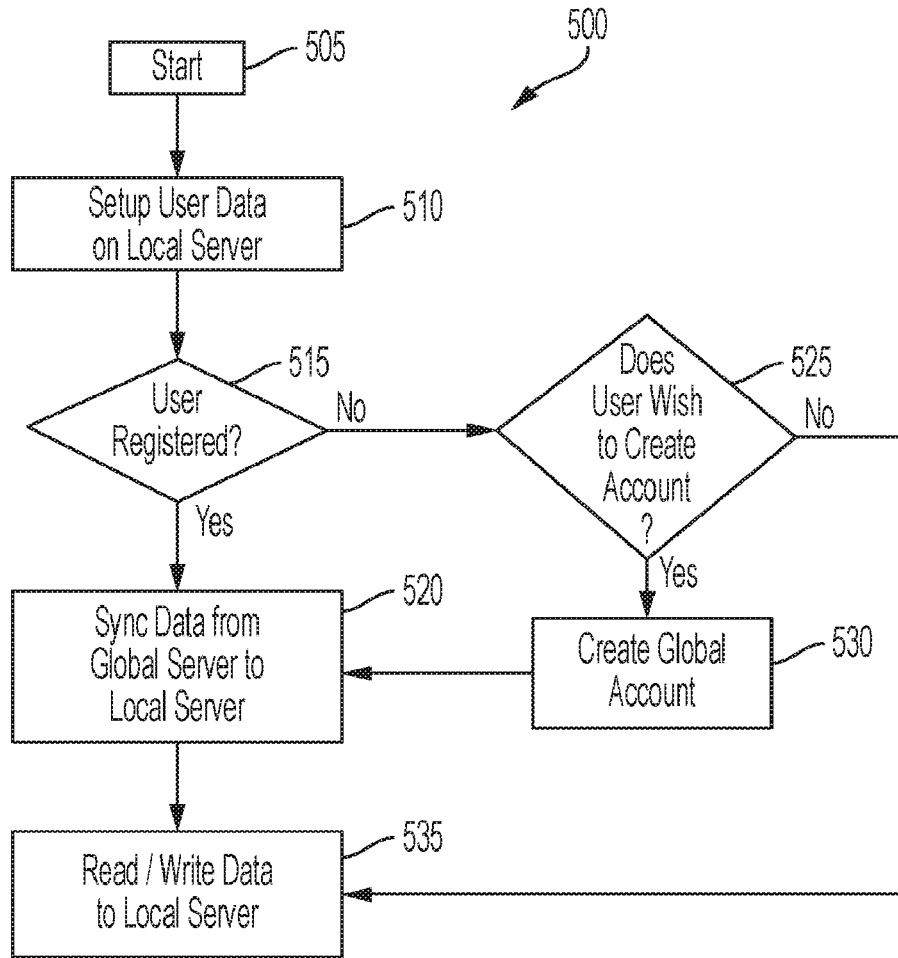 500
Start
505
Setup User Data
on Local Server
510
User
Registered?
515
No
Yes
Does
User Wish
to Create
Account
?
525
No
Yes
Sync Data from
Global Server to
Local Server
520
Create Global
Account
530
Read / Write Data
to Local Server
535